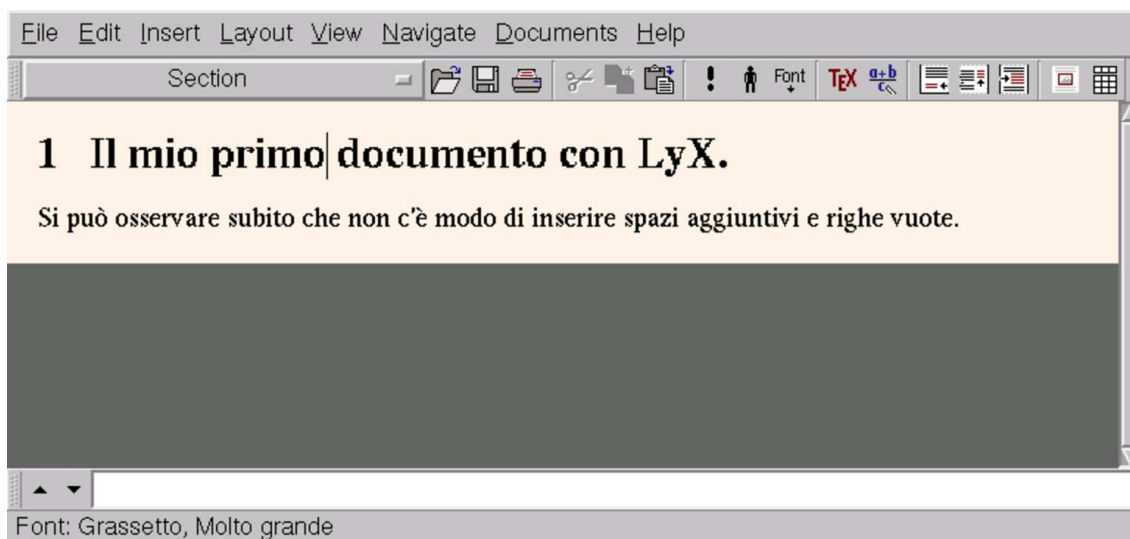 File Edit Insert Layout View Navigate Documents Help
Section ! Font TEX a+b c
1 Il mio primo documento con LyX.
Si può osservare subito che non c'è modo di inserire spazi aggiuntivi e righe vuote.
Font: Grassetto, Molto grande